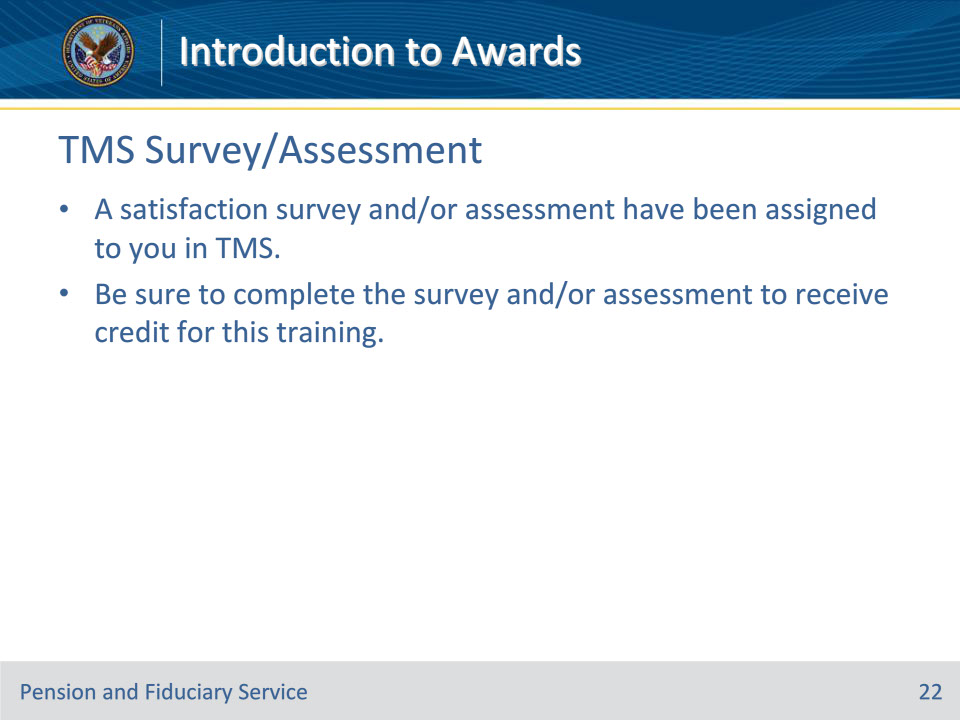 Introduction to Awards
TMS Survey/Assessment
• A satisfaction survey and/or assessment have been assigned
to you in TMS.
• Be sure to complete the survey and/or assessment to receive
credit for this training.
Pension and Fiduciary Service
22